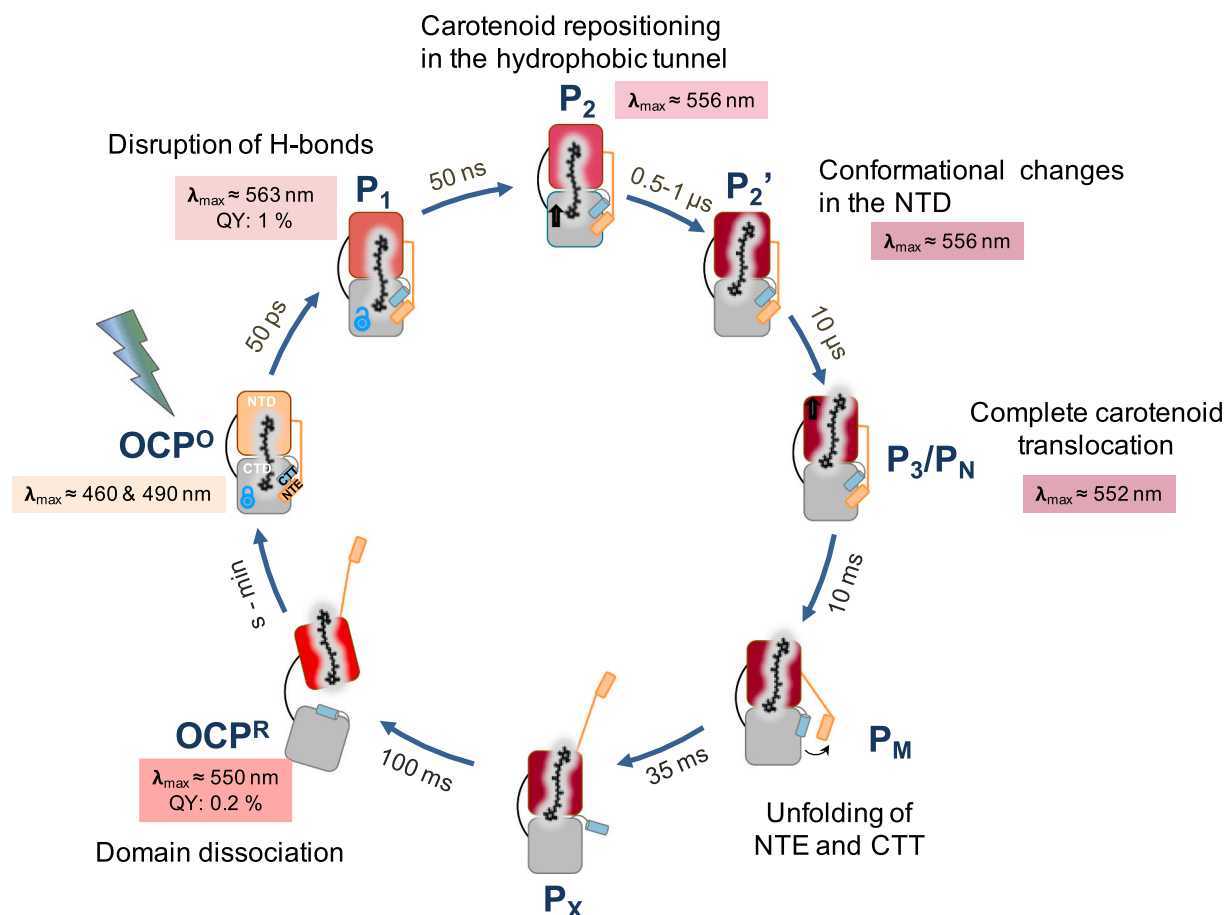 Carotenoid repositioning
in the hydrophobic tunnel
P₂
λmax ≈ 556 nm
Disruption of H-bonds
λmax ≈ 563 nm
QY: 1 %
P₁
50 ns
0.5-1 µs
P₂’
Conformational changes
in the NTD
λmax ≈ 556 nm
50 ps
10 µs
OCPᴼ
NTD
CTD
CTT
NTE
λmax ≈ 460 & 490 nm
P₃/Pₙ
Complete carotenoid
translocation
λmax ≈ 552 nm
s - min
10 ms
OCPᴿ
λmax ≈ 550 nm
QY: 0.2 %
Domain dissociation
100 ms
Pₓ
35 ms
Pₘ
Unfolding of
NTE and CTT